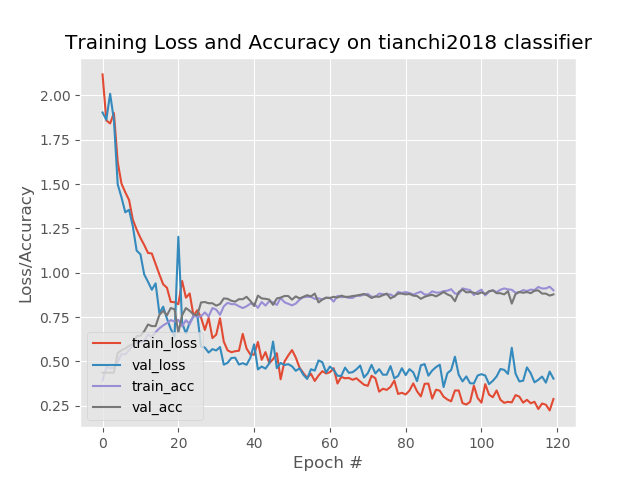 Training Loss and Accuracy on tianchi2018 classifier
Loss/Accuracy
2.00
1.75
1.50
1.25
1.00
0.75
0.50
0.25
train_loss
val_loss
train_acc
val_acc
0 20 40 60 80 100 120
Epoch #